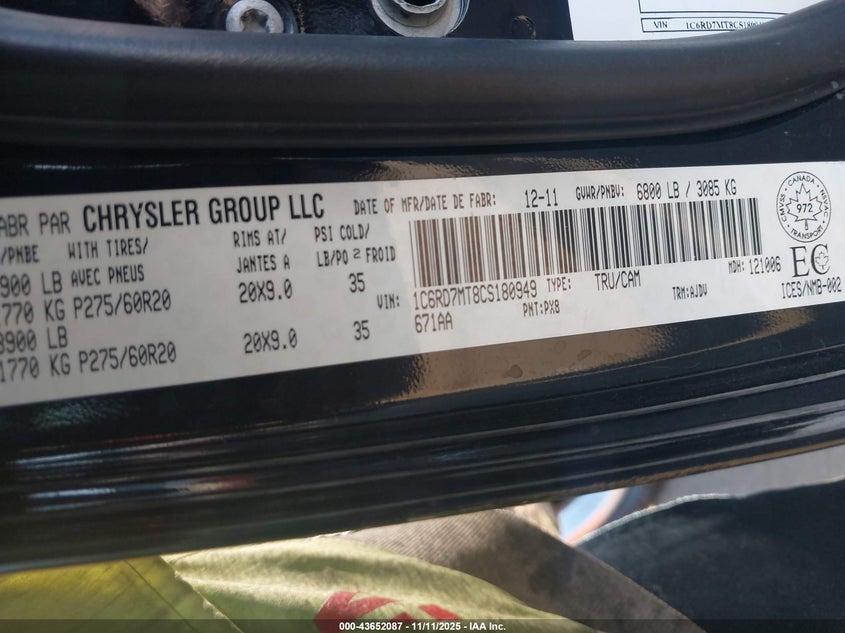 VIN 1C6RD7MT8CS18094
FABR PAR CHRYSLER GROUP LLC DATE OF MFR/DATE DE FABR: 12-11 GVWR/PNBV: 6800 LB / 3085 KG
/PNBE WITH TIRES/ RIMS AT/ PSI COLD/
AVEC PNEUS JANTES A LB/PO 2 FROID
900 LB
1770 KG P275/60R20 20X9.0 35
3900 LB
1770 KG P275/60R20 20X9.0 35
VIN: 1C6RD7MT8CS180949 TYPE: TRU/CAM MDH: 121006
671AA PNT: PX8 TRM: AJDV
CANADA
CMVSS NSVAC
972
TRANSPORT
EC
ICES/NMB-002
000-43652087 - 11/11/2025 - IAA Inc.